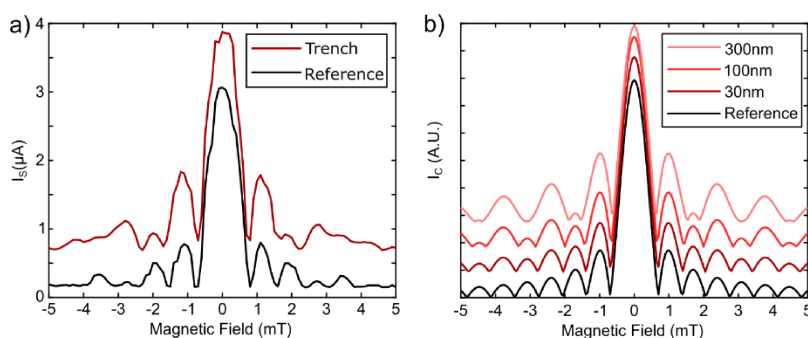 a)
4
3
2
1
0
I_S(µA)
Trench
Reference
-5 -4 -3 -2 -1 0 1 2 3 4 5
Magnetic Field (mT)
b)
I_C (A.U.)
300nm
100nm
30nm
Reference
-5 -4 -3 -2 -1 0 1 2 3 4 5
Magnetic Field (mT)